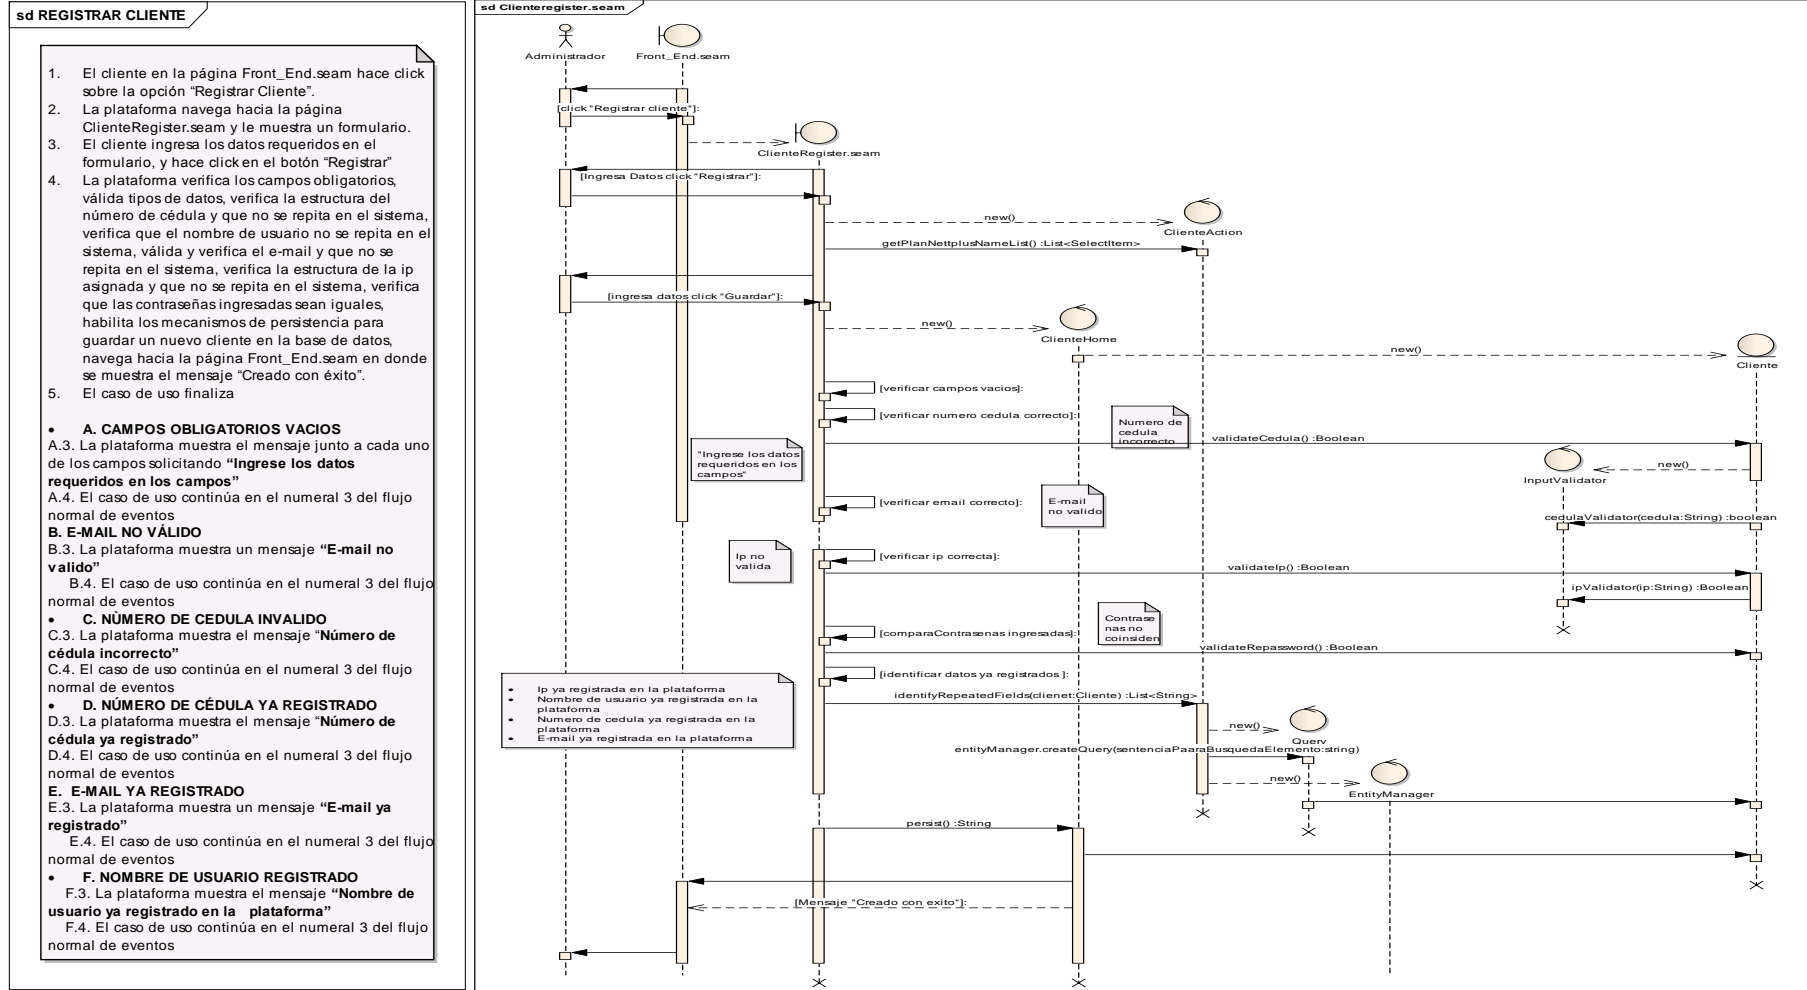 sd REGISTRAR CLIENTE
1. El cliente en la página Front_End.seam hace click
sobre la opción “Registrar Cliente”.
2. La plataforma navega hacia la página
ClienteRegister.seam y le muestra un formulario.
3. El cliente ingresa los datos requeridos en el
formulario, y hace click en el botón “Registrar”
4. La plataforma verifica los campos obligatorios,
válida tipos de datos, verifica la estructura del
número de cédula y que no se repita en el sistema,
verifica que el nombre de usuario no se repita en el
sistema, válida y verifica el e-mail y que no se
repita en el sistema, verifica la estructura de la ip
asignada y que no se repita en el sistema, verifica
que las contraseñas ingresadas sean iguales,
habilita los mecanismos de persistencia para
guardar un nuevo cliente en la base de datos,
navega hacia la página Front_End.seam en donde
se muestra el mensaje “Creado con éxito”.
5. El caso de uso finaliza
• A. CAMPOS OBLIGATORIOS VACIOS
A.3. La plataforma muestra el mensaje junto a cada uno
de los campos solicitando “Ingrese los datos
requeridos en los campos”
A.4. El caso de uso continúa en el numeral 3 del flujo
normal de eventos
B. E-MAIL NO VÁLIDO
B.3. La plataforma muestra un mensaje “E-mail no
valido”
B.4. El caso de uso continúa en el numeral 3 del flujo
normal de eventos
• C. NÙMERO DE CEDULA INVALIDO
C.3. La plataforma muestra el mensaje “Número de
cédula incorrecto”
C.4. El caso de uso continúa en el numeral 3 del flujo
normal de eventos
• D. NÚMERO DE CÉDULA YA REGISTRADO
D.3. La plataforma muestra el mensaje “Número de
cédula ya registrado”
D.4. El caso de uso continúa en el numeral 3 del flujo
normal de eventos
E. E-MAIL YA REGISTRADO
E.3. La plataforma muestra un mensaje “E-mail ya
registrado”
E.4. El caso de uso continúa en el numeral 3 del flujo
normal de eventos
• F. NOMBRE DE USUARIO REGISTRADO
F.3. La plataforma muestra el mensaje “Nombre de
usuario ya registrado en la plataforma”
F.4. El caso de uso continúa en el numeral 3 del flujo
normal de eventos
sd Clienteregister.seam
Administrador
Front_End.seam
[click "Registrar cliente"]:
ClienteRegister.seam
[Ingresa Datos click "Registrar"]:
new()
ClienteAction
getPlanNettplusNameList() :List<SelectItem>
[ingresa datos click "Guardar"]:
new()
ClienteHome
new()
Cliente
[verificar campos vacios]:
[verificar numero cedula correcto]:
Numero de
cedula
incorrecto
validateCedula() :Boolean
"Ingrese los datos
requeridos en los
campos"
new()
InputValidator
[verificar email correcto]:
E-mail
no valido
cedulaValidator(cedula:String) :boolean
Ip no
valida
[verificar ip correcta]:
validateIp() :Boolean
ipValidator(ip:String) :Boolean
Contrase
nas no
coinsiden
[comparaContrasenas ingresadas]:
validateRepassword() :Boolean
[identificar datos ya registrados ]:
• Ip ya registrada en la plataforma
• Nombre de usuario ya registrada en la
plataforma
• Numero de cedula ya registrada en la
plataforma
• E-mail ya registrada en la plataforma
identifyRepeatedFields(clienet:Cliente) :List<String>
new()
Query
entityManager.createQuery(sentenciaPaaraBusquedaElemento:string)
new()
EntityManager
persist() :String
[Mensaje "Creado con exito"]: